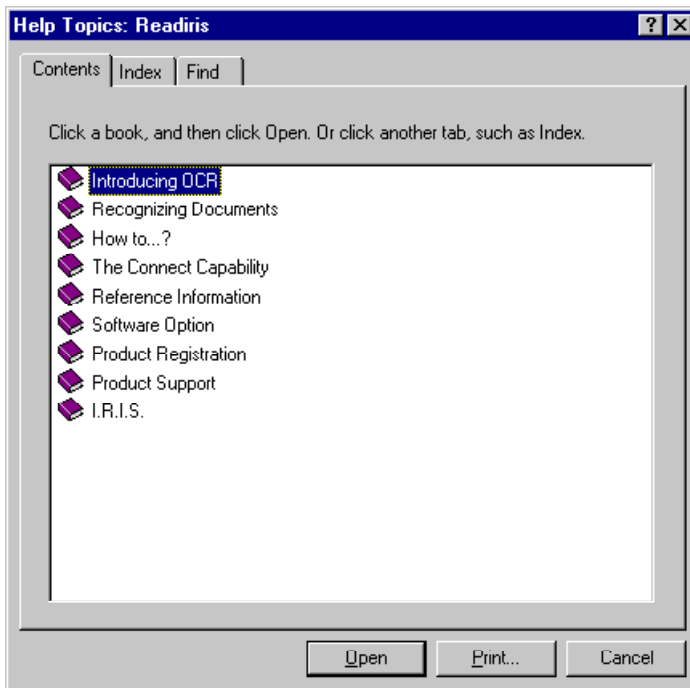 Help Topics: Readiris
Contents Index Find
Click a book, and then click Open. Or click another tab, such as Index.
Introducing OCR
Recognizing Documents
How to...?
The Connect Capability
Reference Information
Software Option
Product Registration
Product Support
I.R.I.S.
Open Print... Cancel